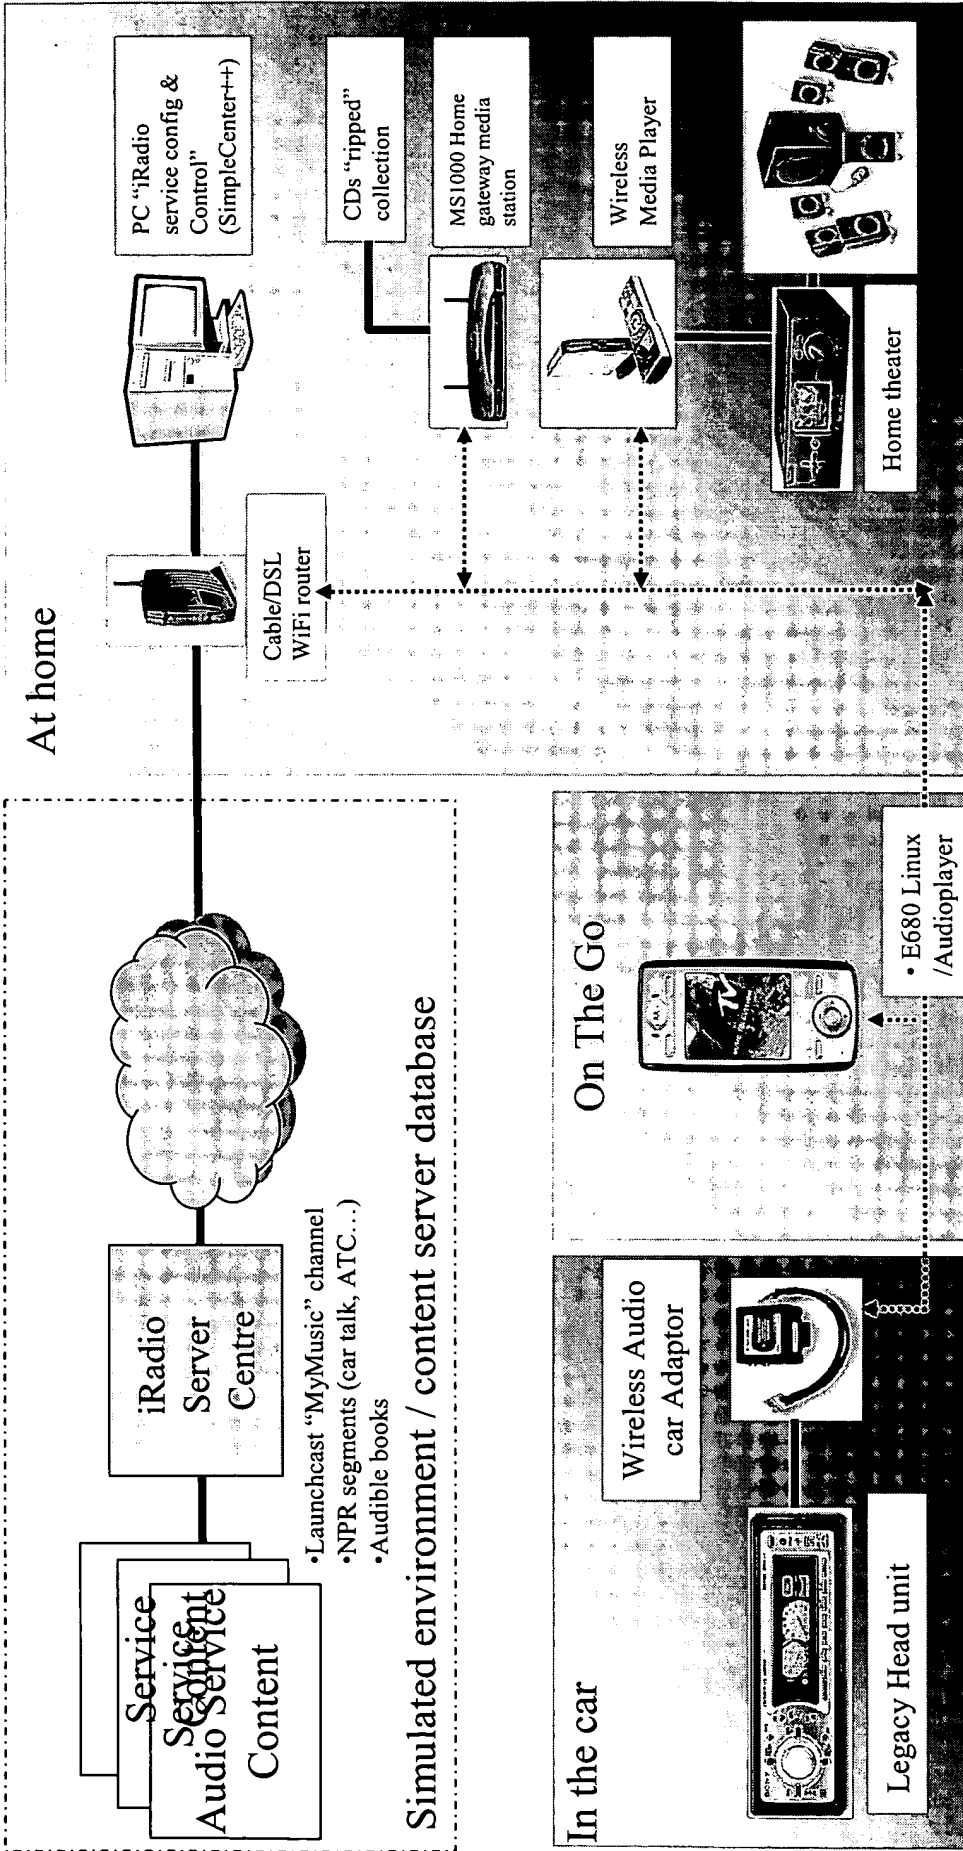 Service
Service
Content
Audio Service
Content
iRadio
Server
Centre
•Launchcast “MyMusic” channel
•NPR segments (car talk, ATC…)
•Audible books
Simulated environment / content server database
At home
Cable/DSL
WiFi router
PC “iRadio
service config &
Control”
(SimpleCenter++)
CDs “ripped”
collection
MS1000 Home
gateway media
station
Wireless
Media Player
Home theater
In the car
Wireless Audio
car Adaptor
Legacy Head unit
On The Go
• E680 Linux
/Audioplayer